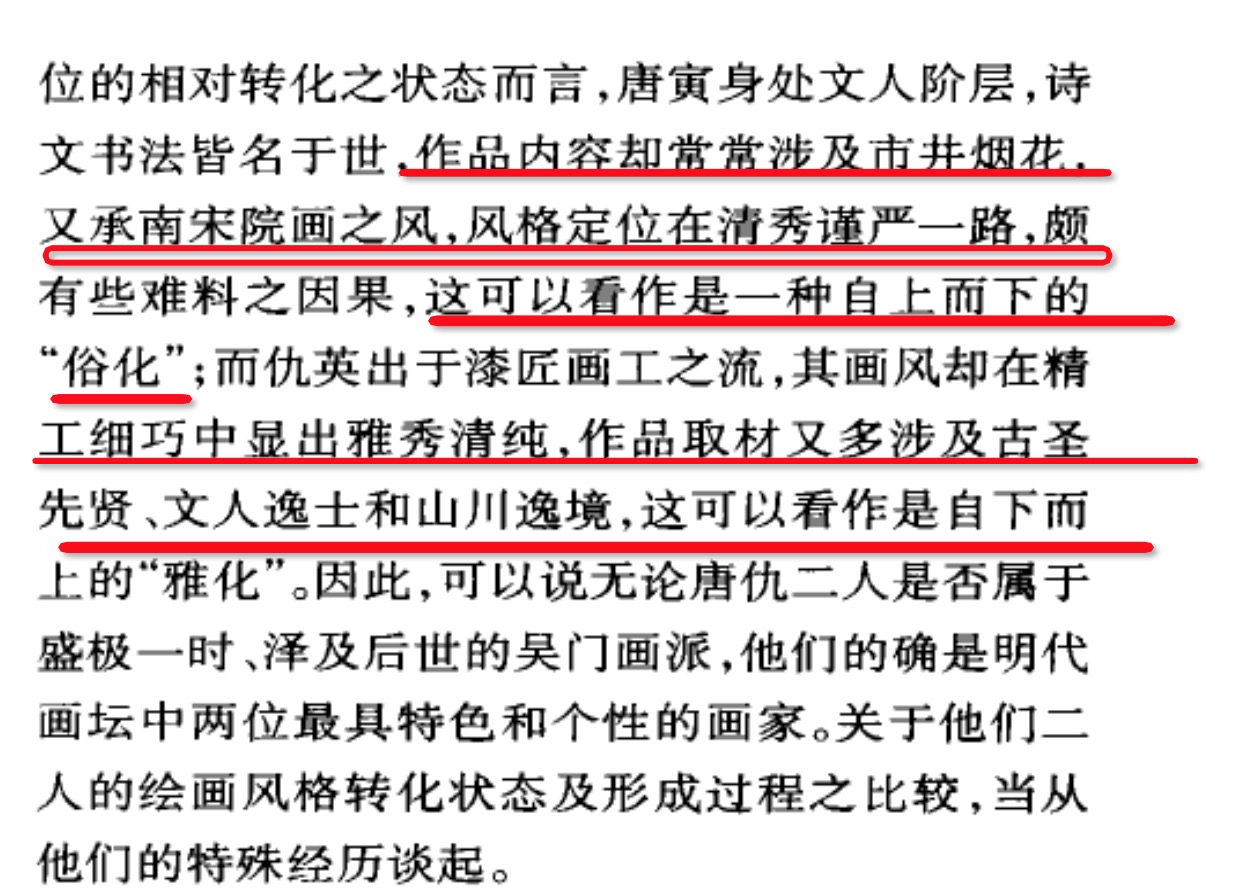 位的相对转化之状态而言,唐寅身处文人阶层,诗
文书法皆名于世,作品内容却常常涉及市井烟花,
又承南宋院画之风,风格定位在清秀谨严一路,颇
有些难料之因果,这可以看作是一种自上而下的
“俗化”;而仇英出于漆匠画工之流,其画风却在精
工细巧中显出雅秀清纯,作品取材又多涉及古圣
先贤、文人逸士和山川逸境,这可以看作是自下而
上的“雅化”。因此,可以说无论唐仇二人是否属于
盛极一时、泽及后世的吴门画派,他们的确是明代
画坛中两位最具特色和个性的画家。关于他们二
人的绘画风格转化状态及形成过程之比较,当从
他们的特殊经历谈起。